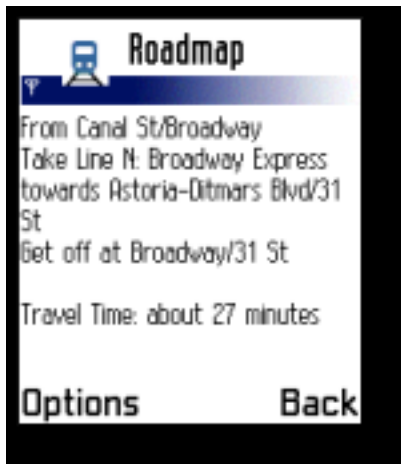 Roadmap
From Canal St/Broadway
Take Line N: Broadway Express
towards Astoria-Ditmars Blvd/31
St
Get off at Broadway/31 St
Travel Time: about 27 minutes
Options Back